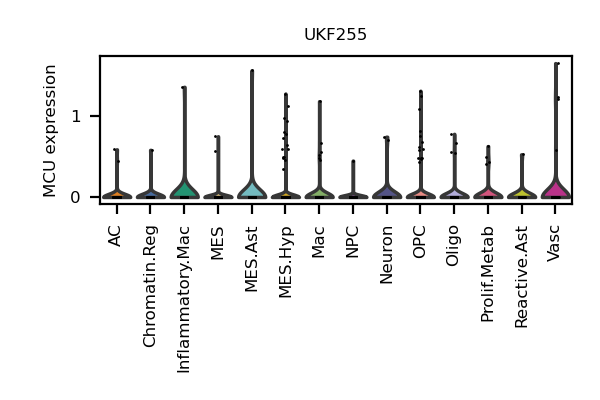 UKF255
MCU expression
1
0
AC
Chromatin.Reg
Inflammatory.Mac
MES
MES.Ast
MES.Hyp
Mac
NPC
Neuron
OPC
Oligo
Prolif.Metab
Reactive.Ast
Vasc